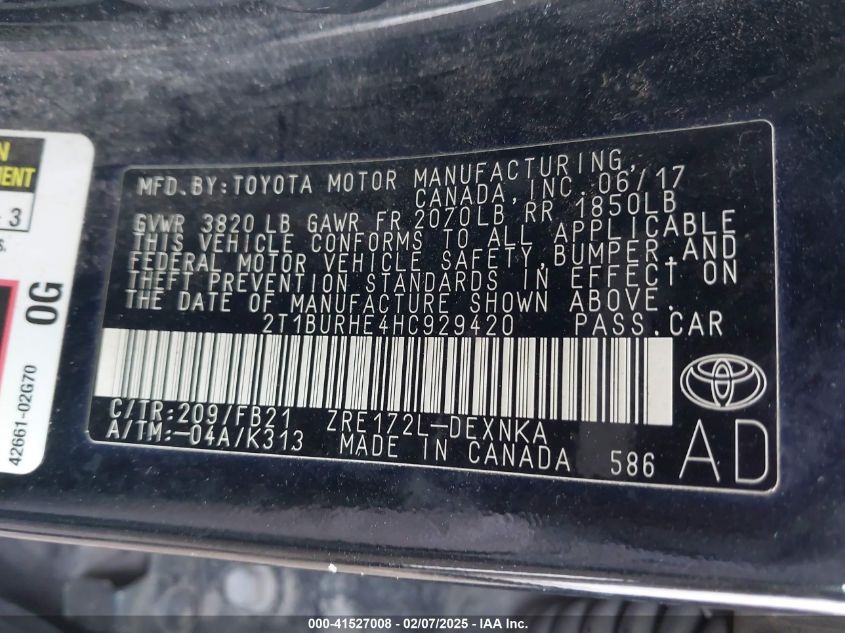 MFD.BY:TOYOTA MOTOR MANUFACTURING,
CANADA, INC. 06/17
GVWR 3820 LB GAWR FR 2070LB, RR 1850LB
THIS VEHICLE CONFORMS TO ALL APPLICABLE
FEDERAL MOTOR VEHICLE SAFETY, BUMPER, AND
THEFT PREVENTION STANDARDS IN EFFECT ON
THE DATE OF MANUFACTURE SHOWN ABOVE.
2T1BURHE4HC929420 PASS.CAR
C/TR:209/FB21 ZRE172L-DEXNKA
A/TM:-04A/K313 MADE IN CANADA 586
AD
MENT
3
S.
0G
42661-02G70
000-41527008 - 02/07/2025 - © IAA, Inc.